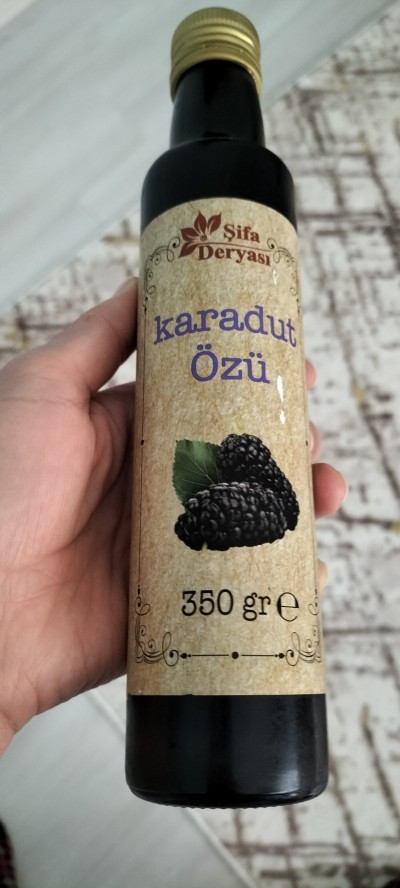 Şifa
Deryası
karadut
Özü
350 gr ℮